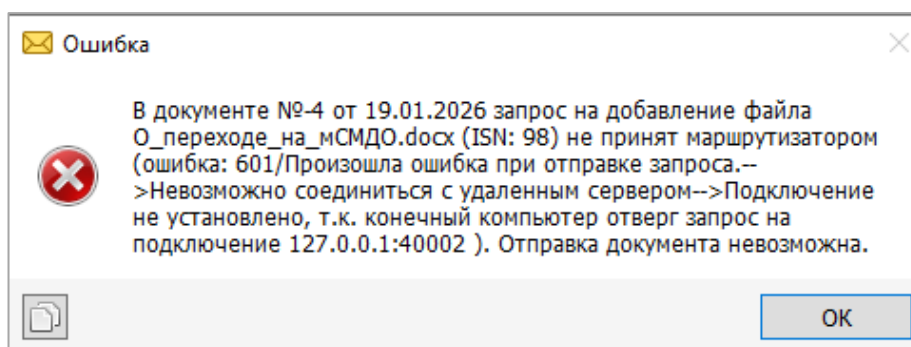 Ошибка
В документе №-4 от 19.01.2026 запрос на добавление файла
О_переходе_на_мСМДО.docx (ISN: 98) не принят маршрутизатором
(ошибка: 601/Произошла ошибка при отправке запроса.--
>Невозможно соединиться с удаленным сервером-->Подключение
не установлено, т.к. конечный компьютер отверг запрос на
подключение 127.0.0.1:40002 ). Отправка документа невозможна.
ОК